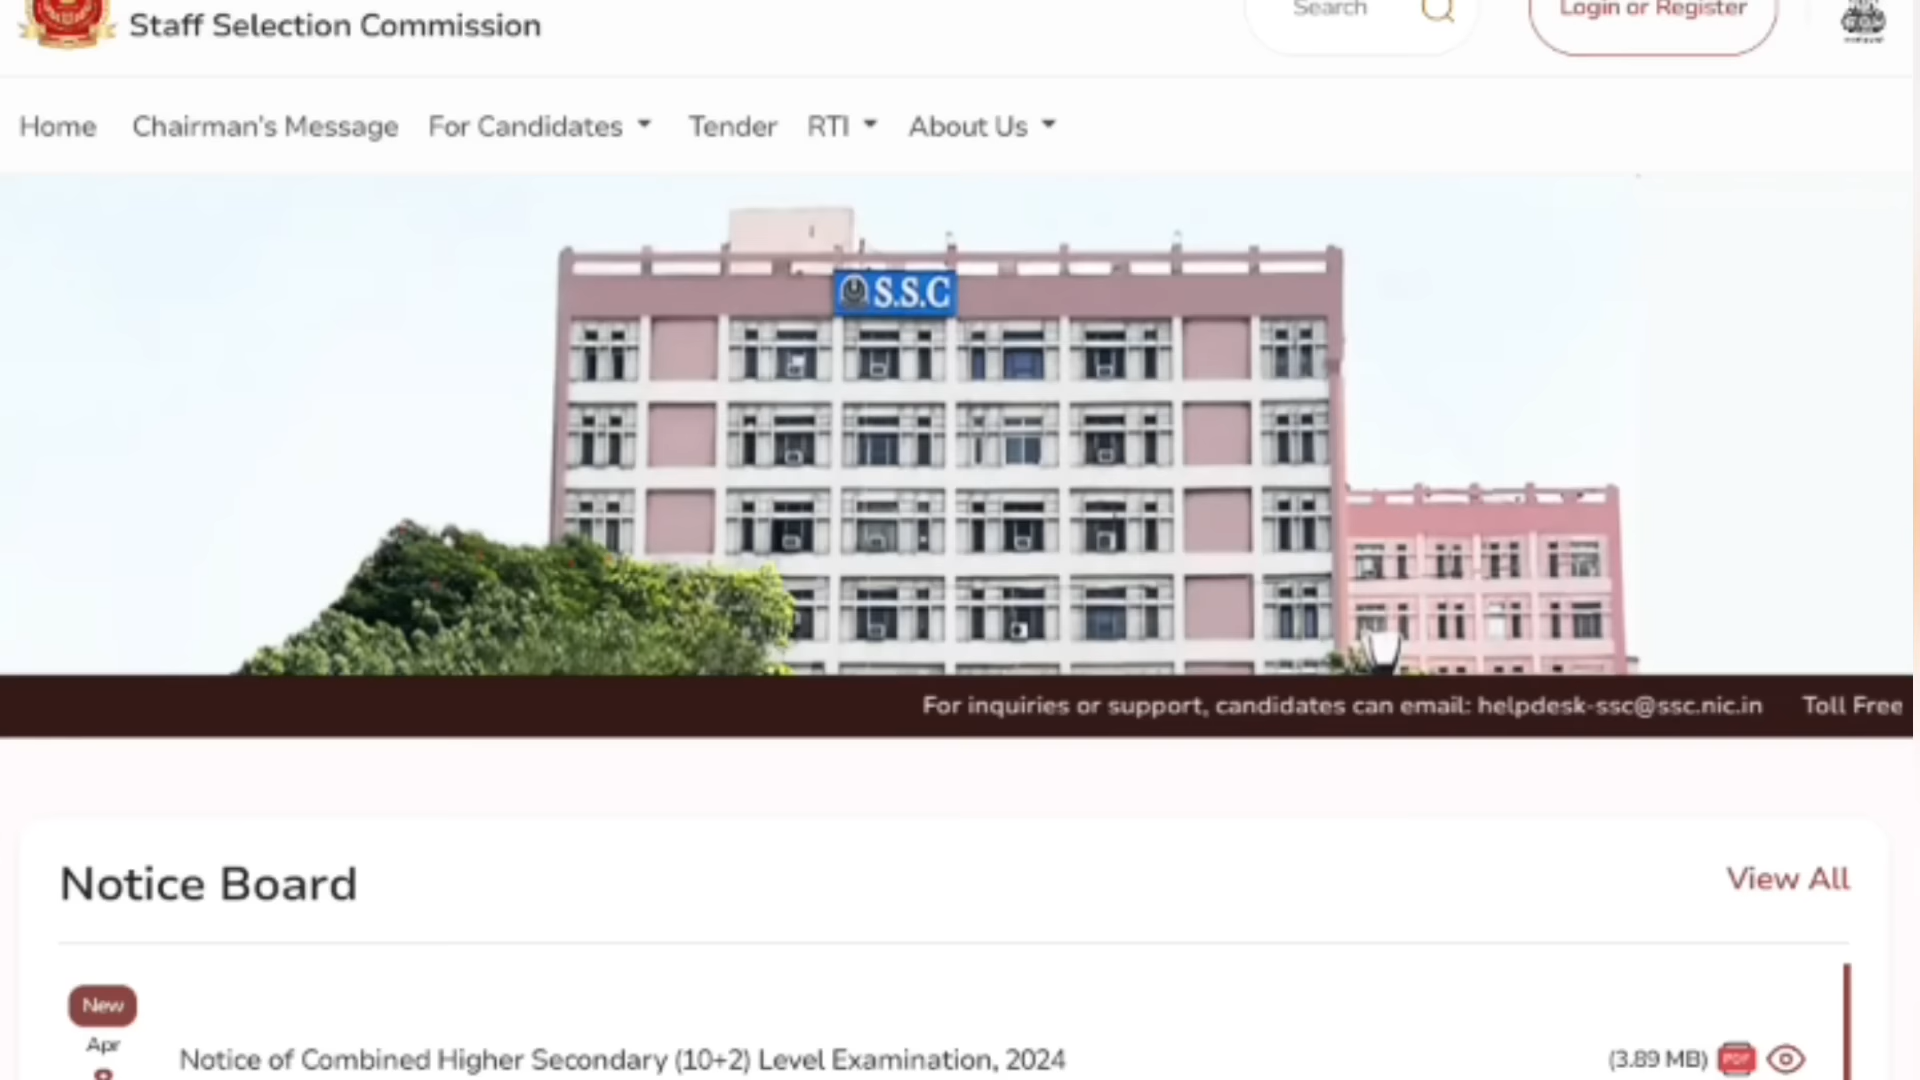 Staff Selection Commission
Search
Login or Register
Home Chairman's Message For Candidates Tender RTI About Us
S.S.C
For inquiries or support, candidates can email: helpdesk-ssc@ssc.nic.in Toll Free
Notice Board
View All
New
Apr
8
Notice of Combined Higher Secondary (10+2) Level Examination, 2024
(3.89 MB) PDF